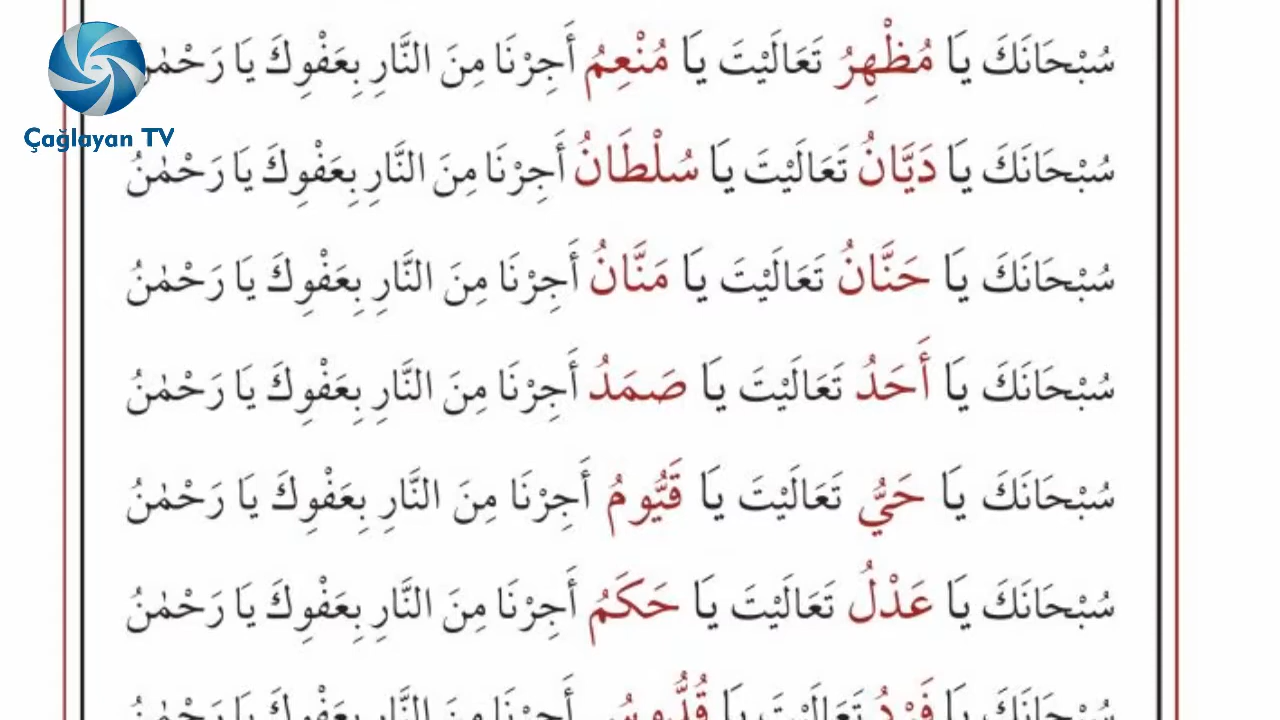 سُبْحَانَكَ يَا مُظْهِرُ تَعَالَيْتَ يَا مُنْعِمُ أَجِرْنَا مِنَ النَّارِ بِعَفْوِكَ يَا
Çağlayan TV
سُبْحَانَكَ يَا دَيَّانُ تَعَالَيْتَ يَا سُلْطَانُ أَجِرْنَا مِنَ النَّارِ بِعَفْوِكَ يَا رَحْمٰنُ
سُبْحَانَكَ يَا حَنَّانُ تَعَالَيْتَ يَا مَنَّانُ أَجِرْنَا مِنَ النَّارِ بِعَفْوِكَ يَا رَحْمٰنُ
سُبْحَانَكَ يَا أَحَدُ تَعَالَيْتَ يَا صَمَدُ أَجِرْنَا مِنَ النَّارِ بِعَفْوِكَ يَا رَحْمٰنُ
سُبْحَانَكَ يَا حَيُّ تَعَالَيْتَ يَا قَيُّومُ أَجِرْنَا مِنَ النَّارِ بِعَفْوِكَ يَا رَحْمٰنُ
سُبْحَانَكَ يَا عَدْلُ تَعَالَيْتَ يَا حَكَمُ أَجِرْنَا مِنَ النَّارِ بِعَفْوِكَ يَا رَحْمٰنُ